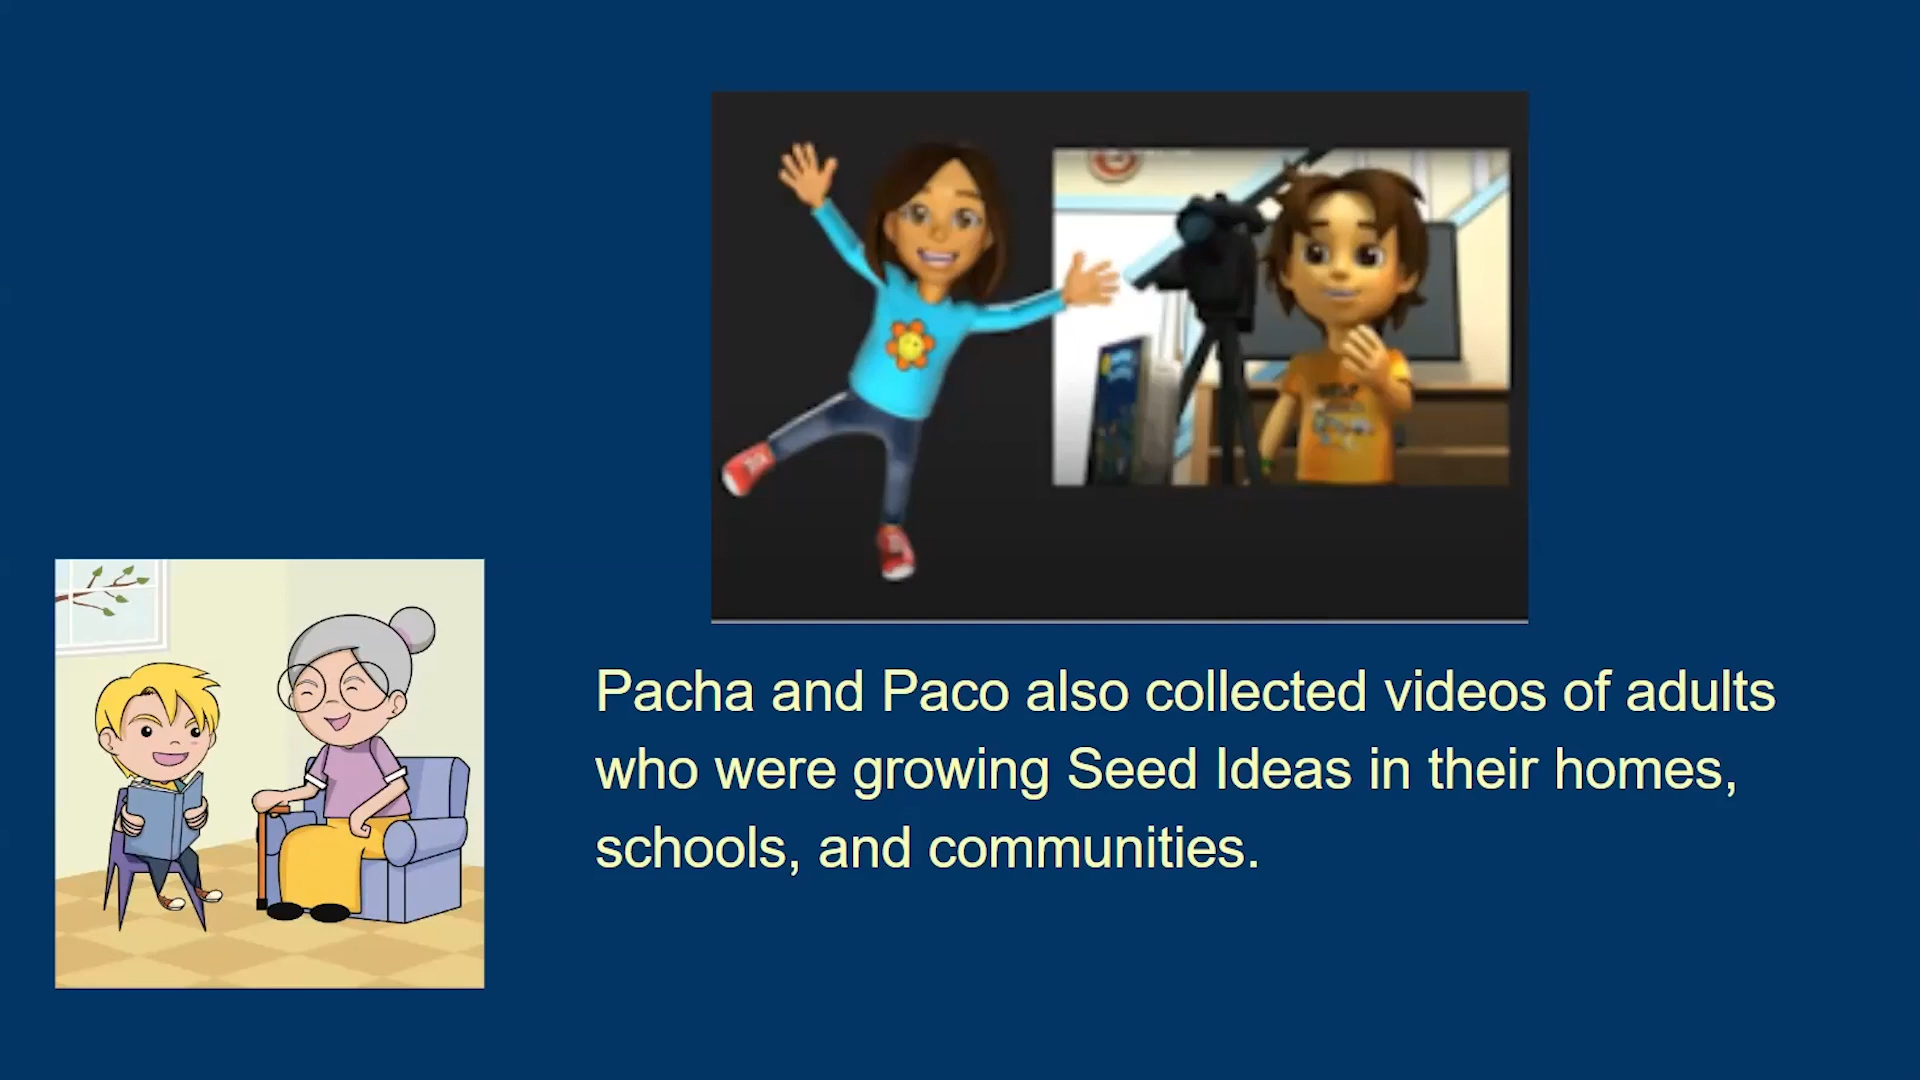 Pacha and Paco also collected videos of adults
who were growing Seed Ideas in their homes,
schools, and communities.